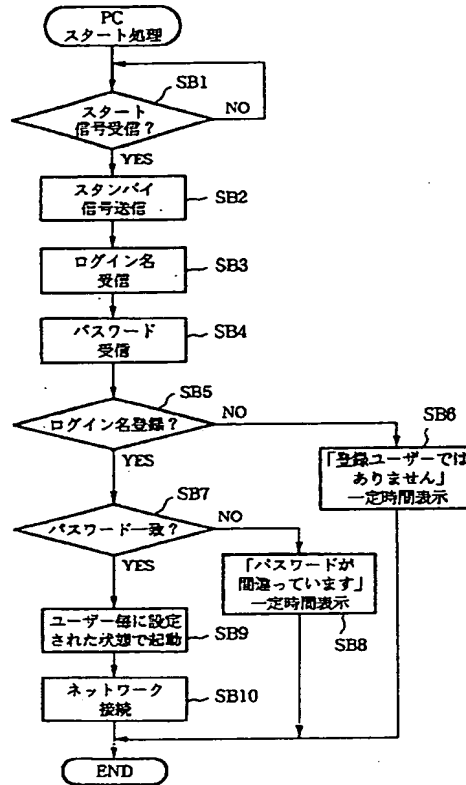 PC
スタート処理
SB1
スタート
信号受信？
NO
YES
スタンバイ
信号送信
SB2
ログイン名
受信
SB3
パスワード
受信
SB4
SB5
ログイン名登録？
NO
YES
SB6
「登録ユーザーでは
ありません」
一定時間表示
SB7
パスワード一致？
NO
YES
「パスワードが
間違っています」
一定時間表示
SB8
ユーザー毎に設定
された状態で起動
SB9
ネットワーク
接続
SB10
END